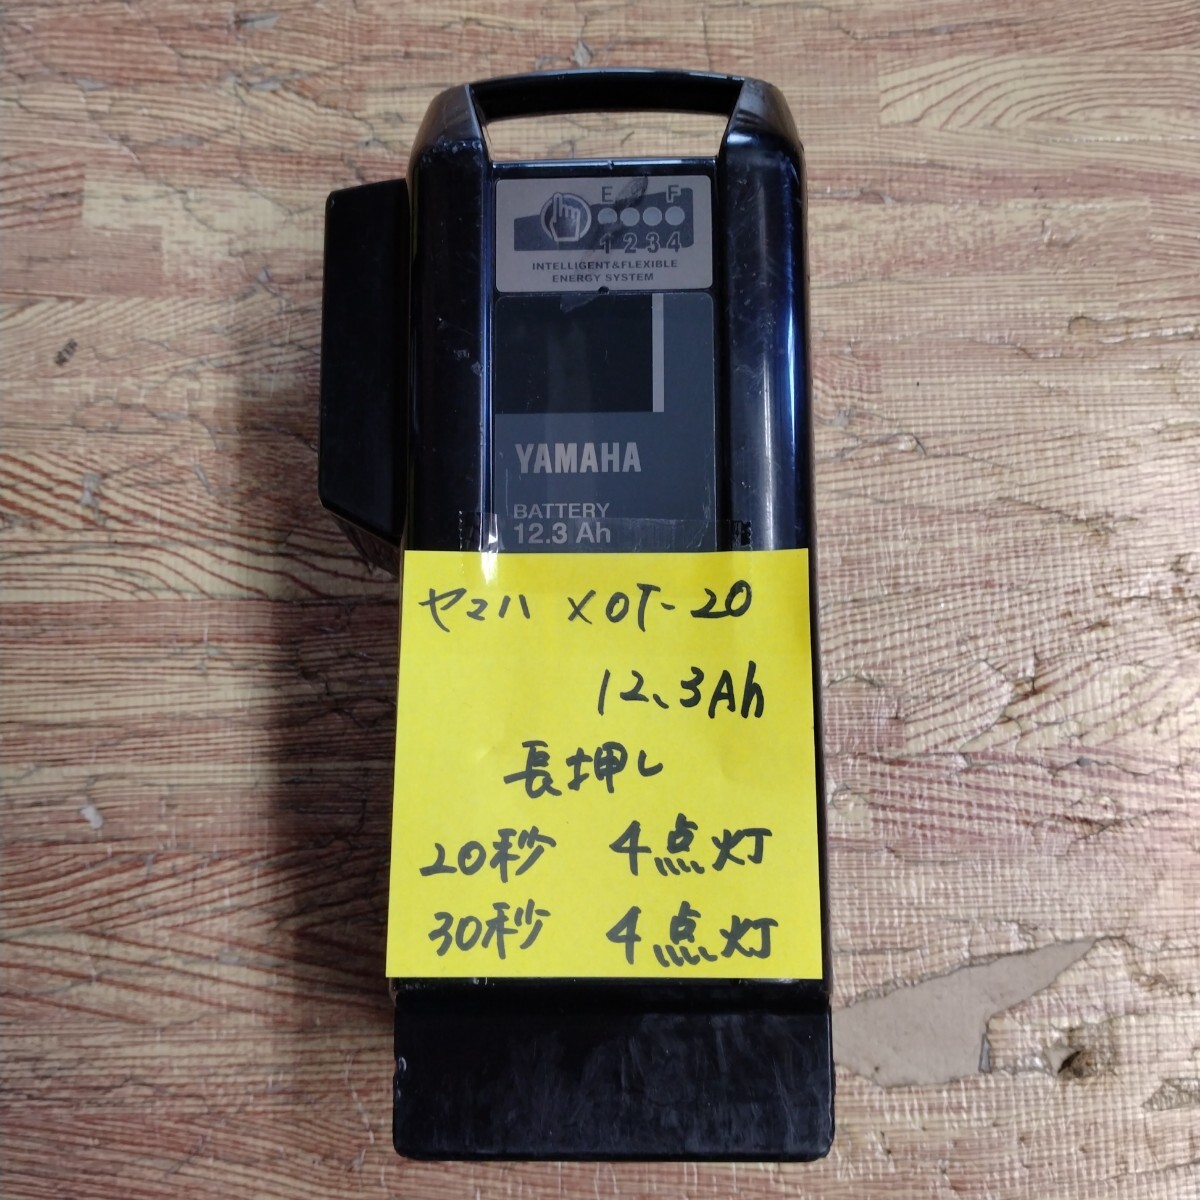 E F
1 2 3 4
INTELLIGENT&FLEXIBLE
ENERGY SYSTEM
YAMAHA
BATTERY
12.3 Ah
ヤマハ XOT-20
12、3Ah
長押し
20秒 4点灯
30秒 4点灯